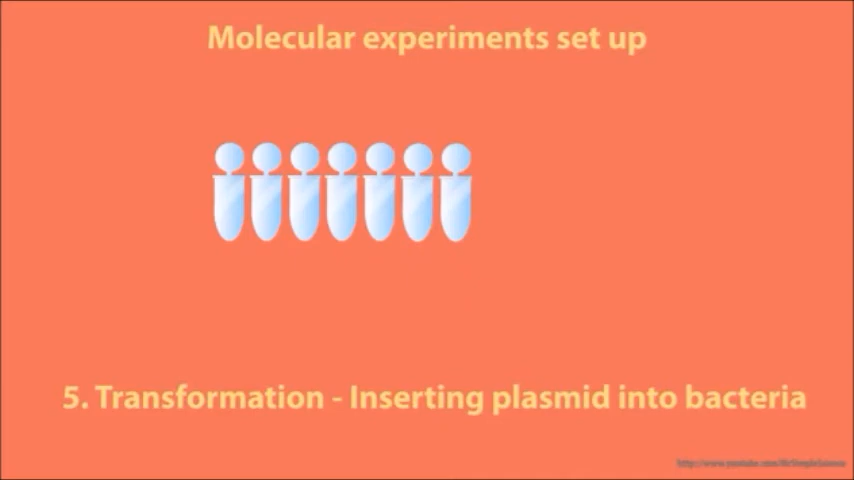 Molecular experiments set up
5. Transformation - Inserting plasmid into bacteria